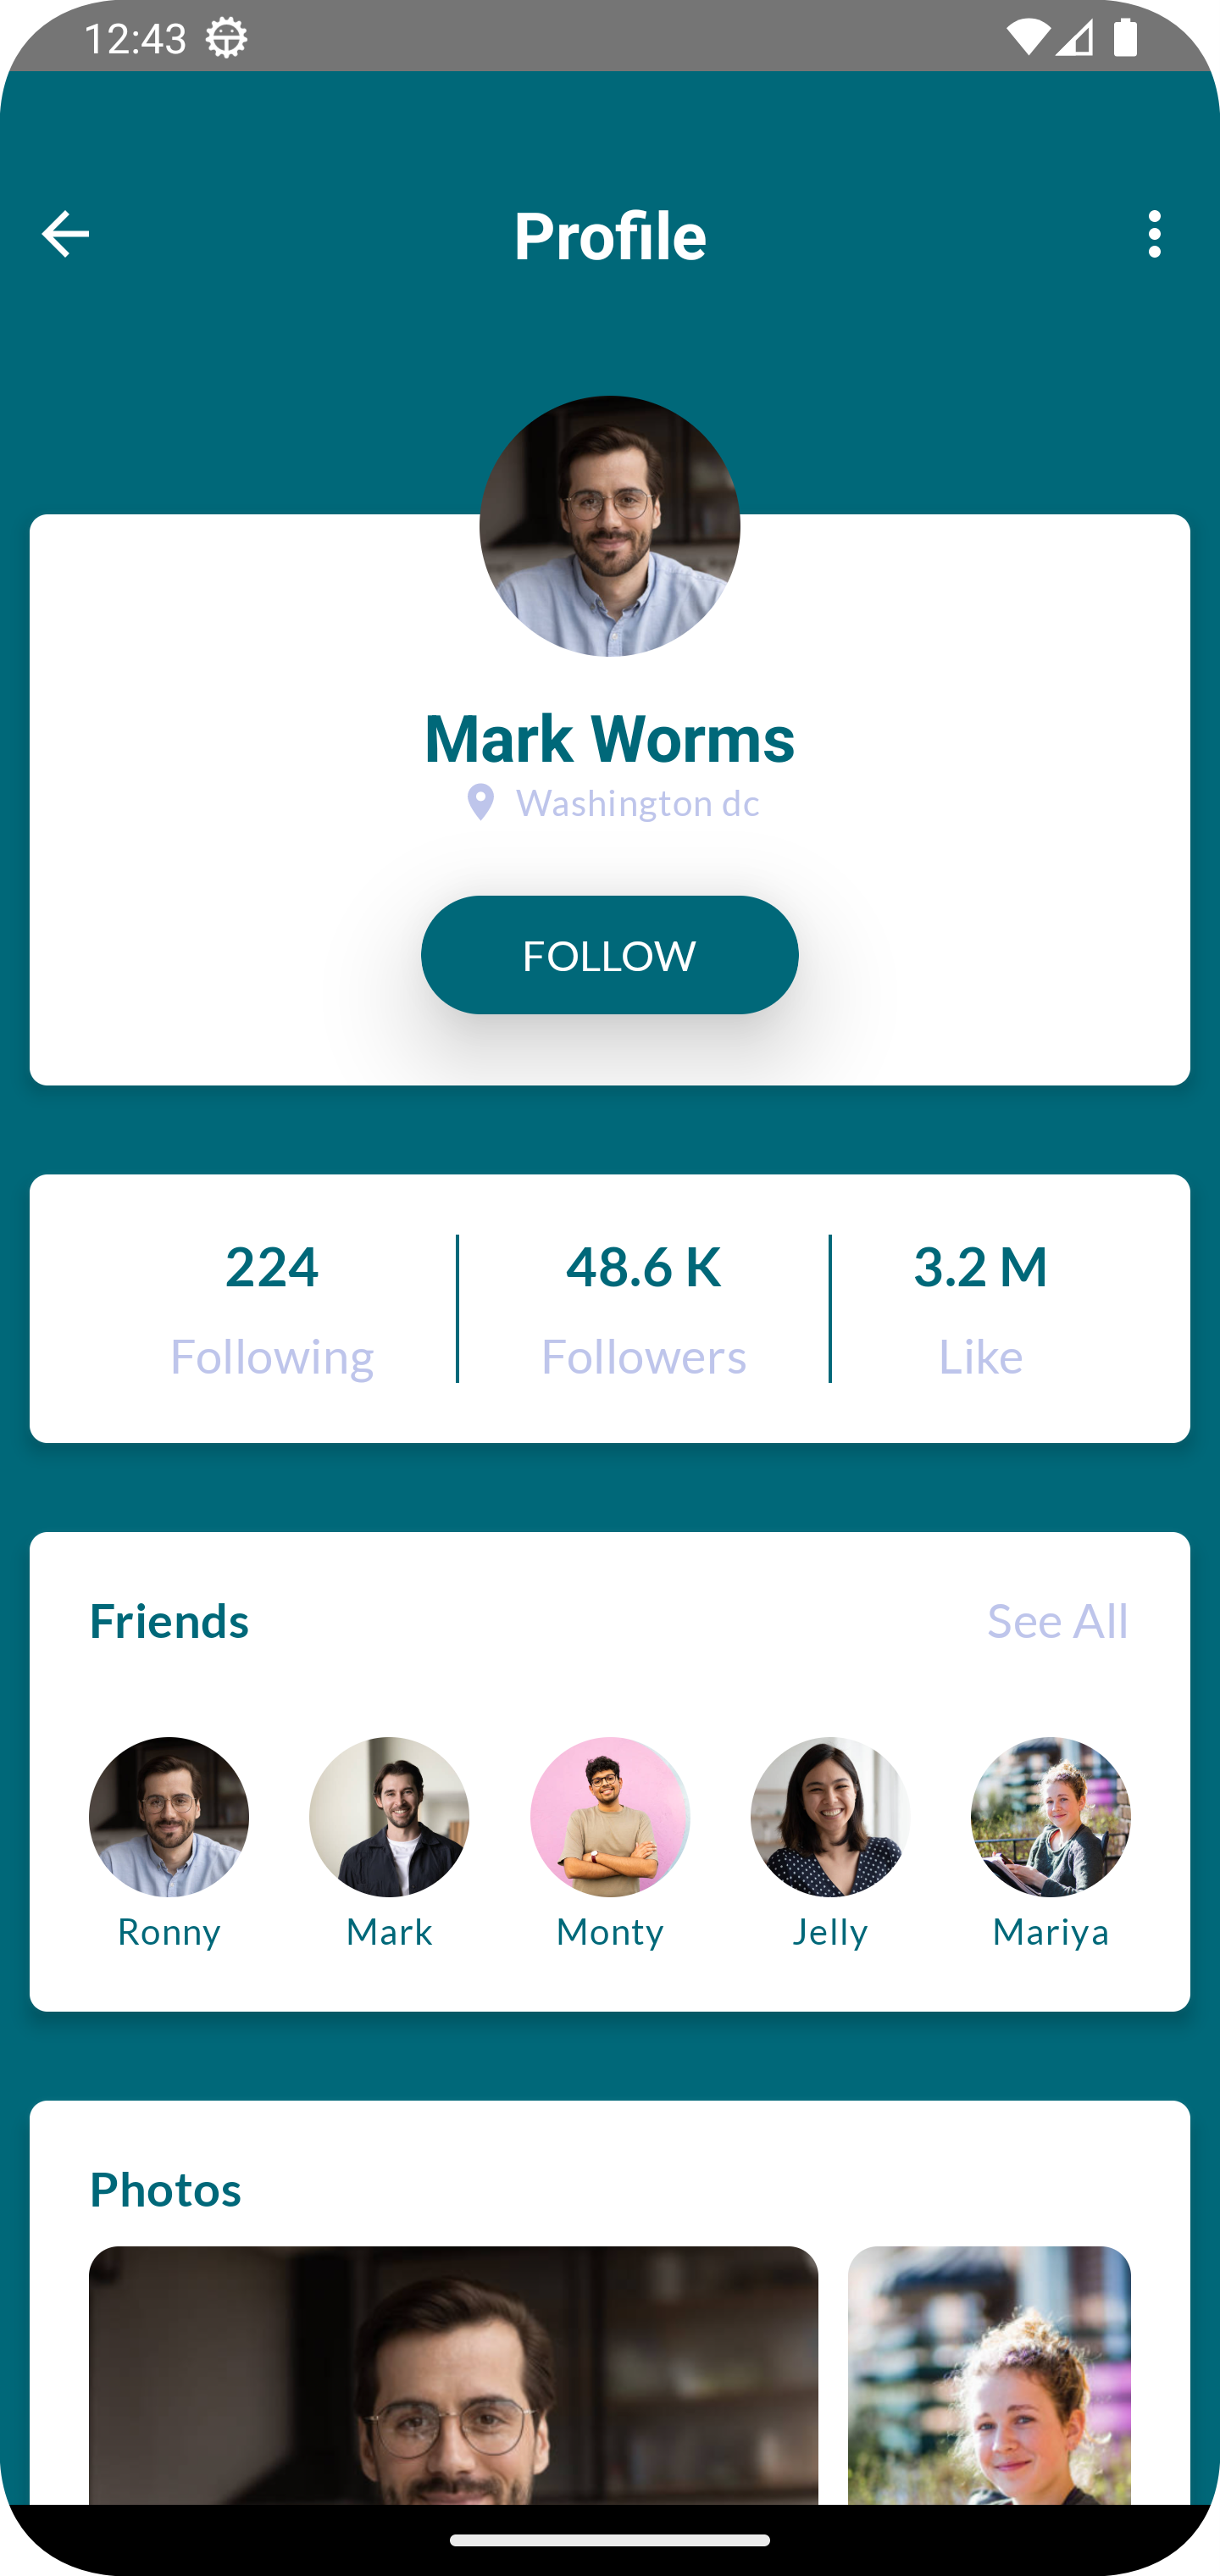 12:43
Profile
Mark Worms
Washington dc
FOLLOW
224 48.6 K 3.2 M
Following Followers Like
Friends See All
Ronny Mark Monty Jelly Mariya
Photos